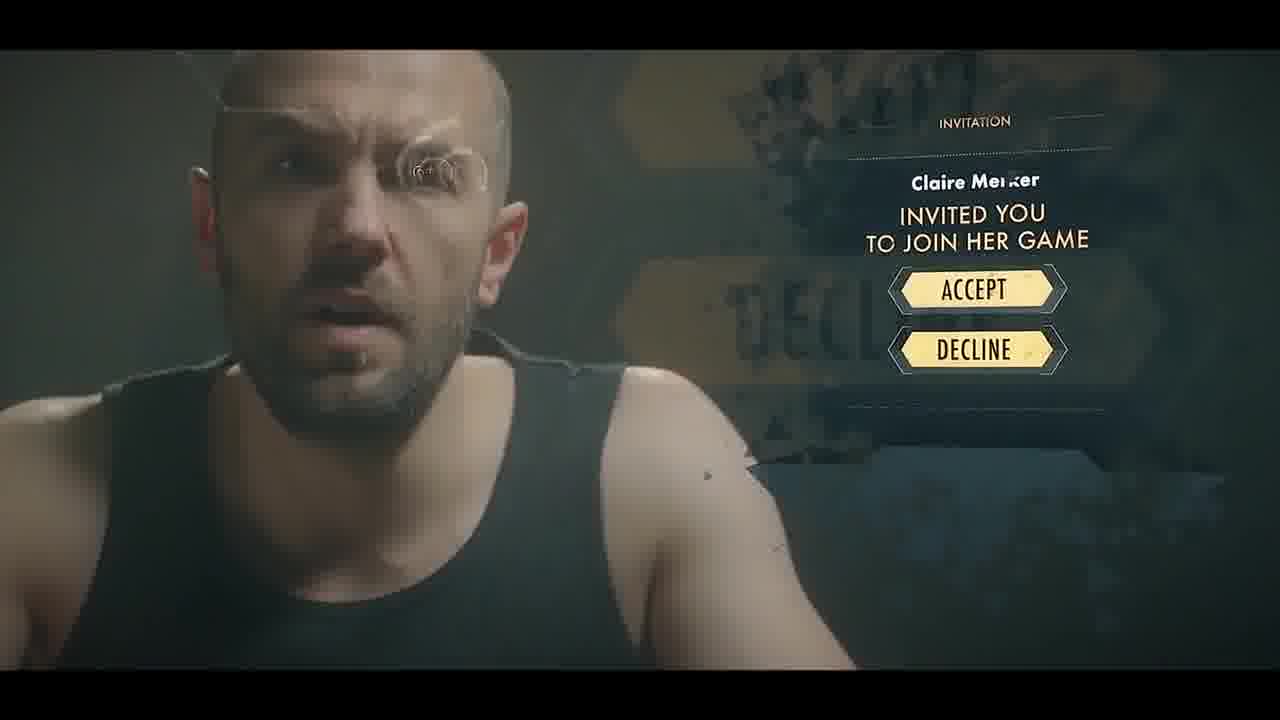 INVITATION
Claire Merker
INVITED YOU
TO JOIN HER GAME
ACCEPT
DECLINE